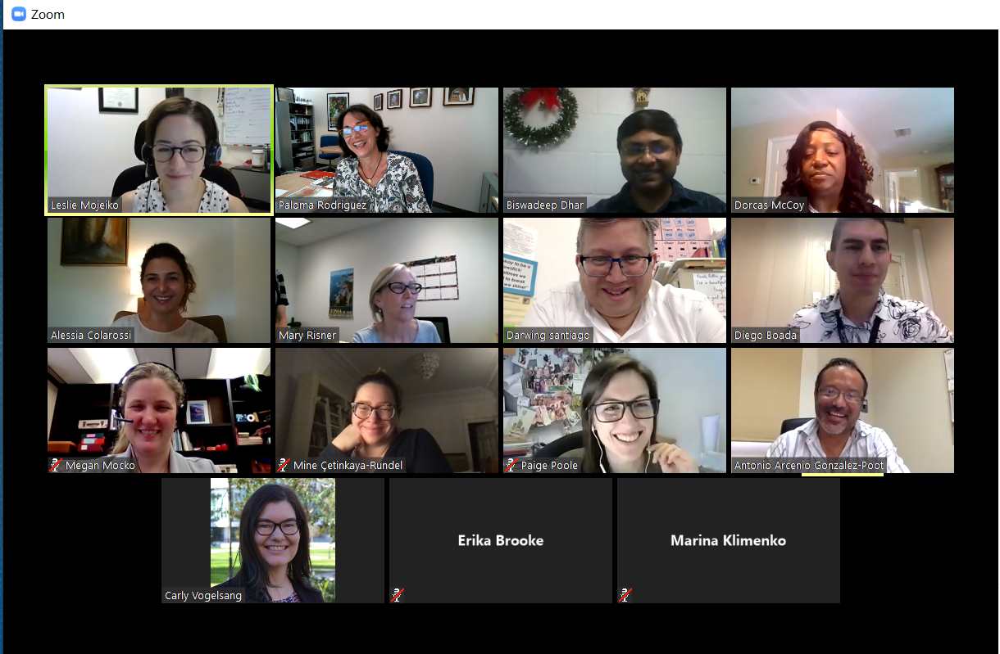 Zoom
Leslie Mojeiko
Paloma Rodriguez
Biswadeep Dhar
Dorcas McCoy
Alessia Colarossi
Mary Risner
Darwing santiago
Diego Boada
Megan Mocko
Mine Çetinkaya-Rundel
Paige Poole
Antonio Arcenio Gonzalez-Poot
Carly Vogelsang
Erika Brooke
Marina Klimenko